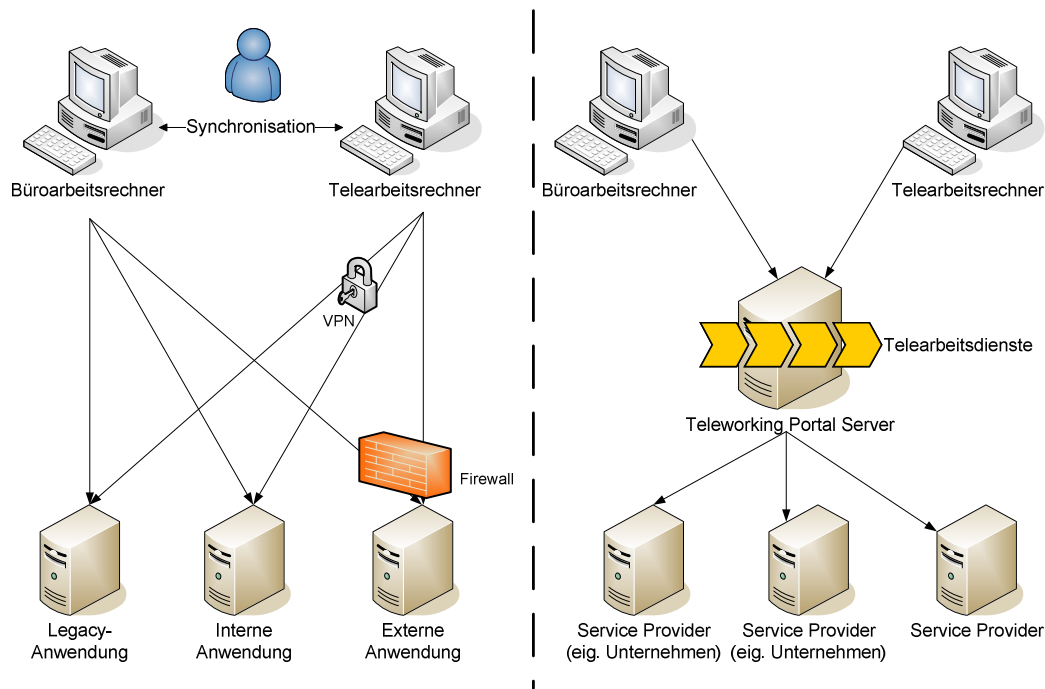 Synchronisation
Büroarbeitsrechner
Telearbeitsrechner
VPN
Firewall
Legacy-
Anwendung
Interne
Anwendung
Externe
Anwendung
Büroarbeitsrechner
Telearbeitsrechner
Telearbeitsdienste
Teleworking Portal Server
Service Provider
(eig. Unternehmen)
Service Provider
(eig. Unternehmen)
Service Provider